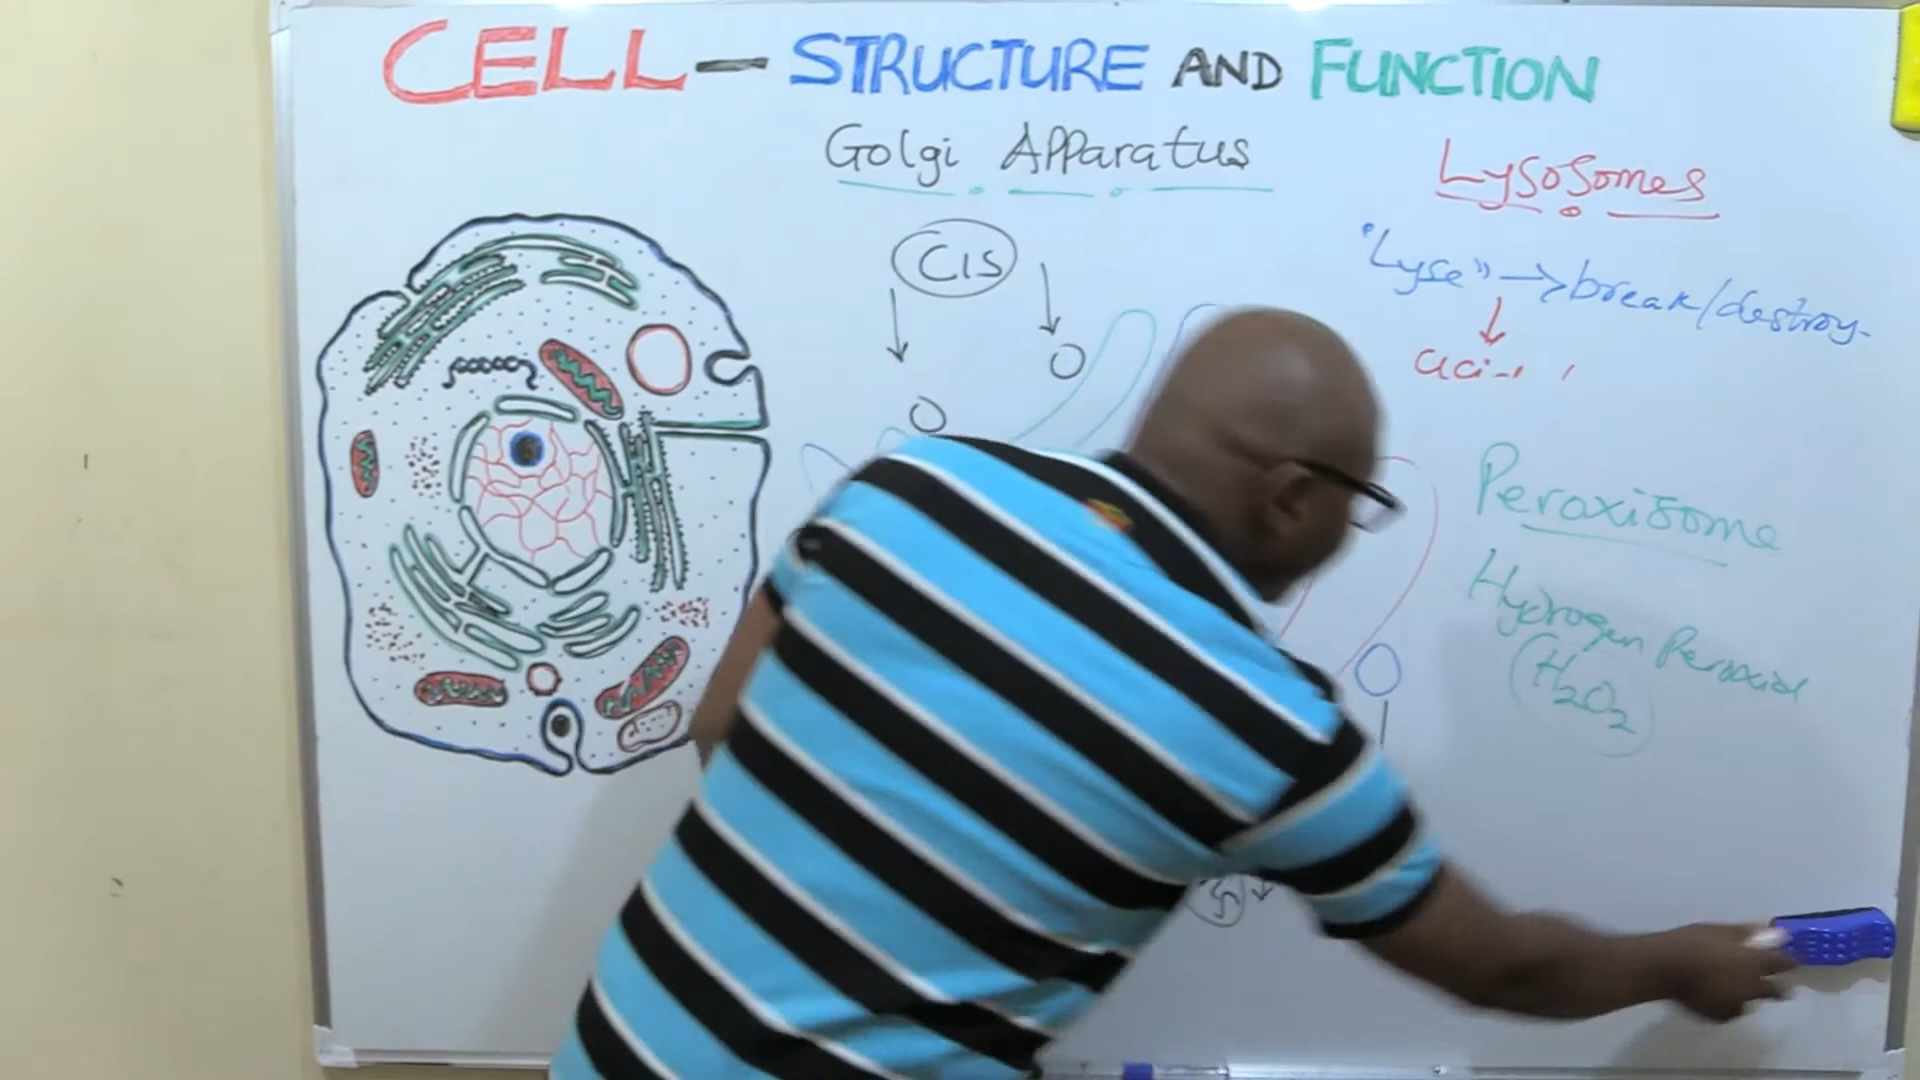 CELL - STRUCTURE AND FUNCTION
Golgi Apparatus
Cis
Lysosomes
"Lyse" → break/destroy.
Peroxisome
Hydrogen Peroxide
H₂O₂